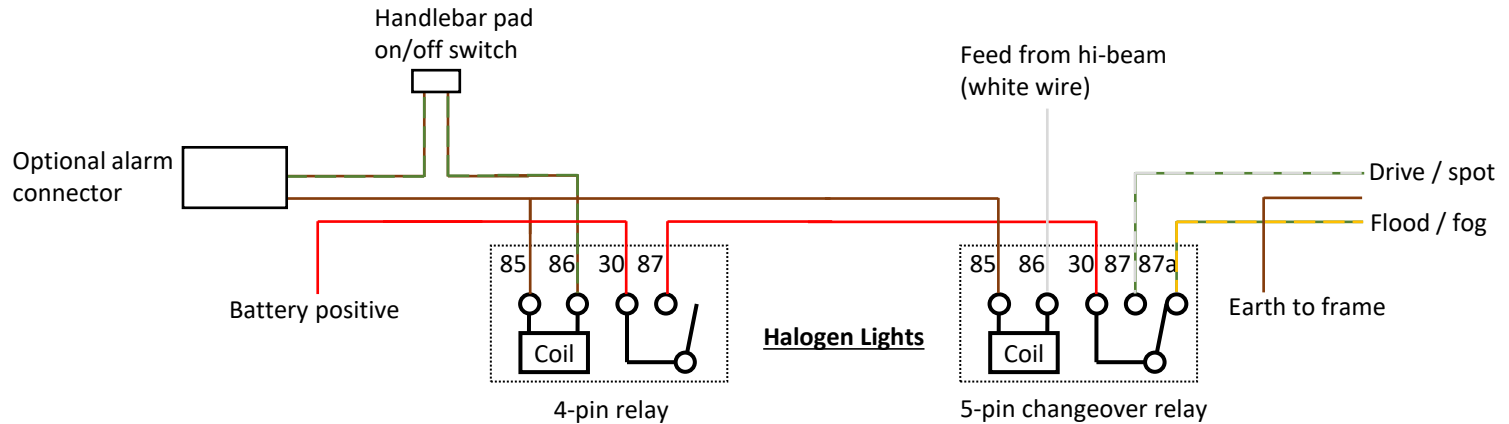 Handlebar pad
on/off switch
Feed from hi-beam
(white wire)
Optional alarm
connector
Drive / spot
Flood / fog
85 86 30 87
85 86 30 87 87a
Battery positive
Earth to frame
Halogen Lights
Coil
Coil
4-pin relay
5-pin changeover relay